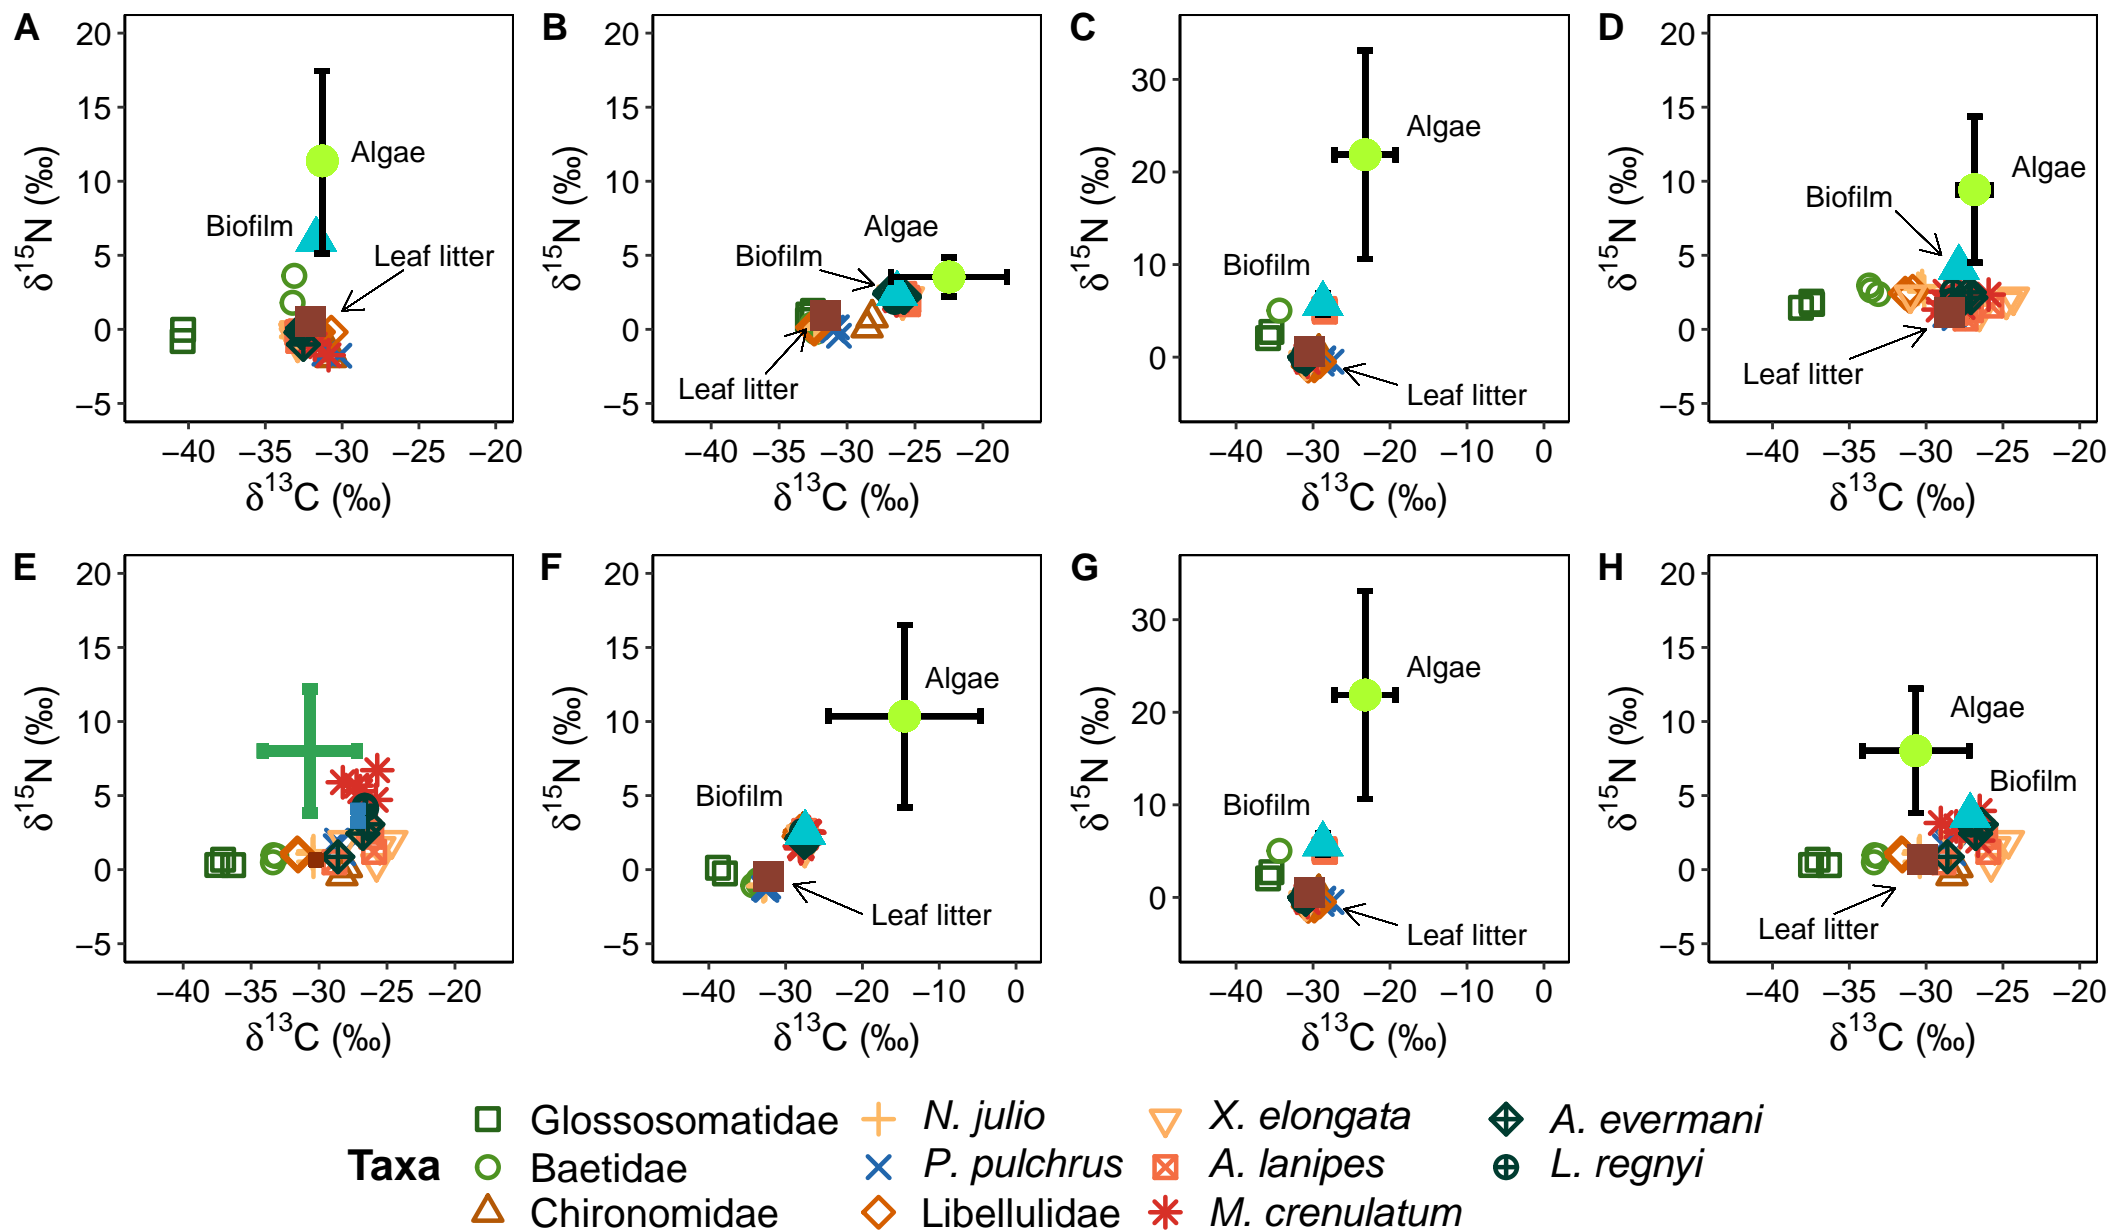 A
20
15
10
5
0
−5
δ15N (‰)
Algae
Biofilm
Leaf litter
−40 −35 −30 −25 −20
δ13C (‰)
B
20
15
10
5
0
−5
δ15N (‰)
Algae
Biofilm
Leaf litter
−40 −30 −20
δ13C (‰)
C
30
20
10
0
δ15N (‰)
Algae
Biofilm
Leaf litter
−40 −30 −20 −10 0
δ13C (‰)
D
20
15
10
5
0
−5
δ15N (‰)
Algae
Biofilm
Leaf litter
−40 −35 −30 −25 −20
δ13C (‰)
E
20
15
10
5
0
−5
δ15N (‰)
−40 −35 −30 −25 −20
δ13C (‰)
F
20
15
10
5
0
−5
δ15N (‰)
Algae
Biofilm
Leaf litter
−40 −30 −20 −10 0
δ13C (‰)
G
30
20
10
0
δ15N (‰)
Algae
Biofilm
Leaf litter
−40 −30 −20 −10 0
δ13C (‰)
H
20
15
10
5
0
−5
δ15N (‰)
Algae
Biofilm
Leaf litter
−40 −35 −30 −25 −20
δ13C (‰)
Taxa
Glossosomatidae N. julio X. elongata A. evermani
Baetidae P. pulchrus A. lanipes L. regnyi
Chironomidae Libellulidae M. crenulatum